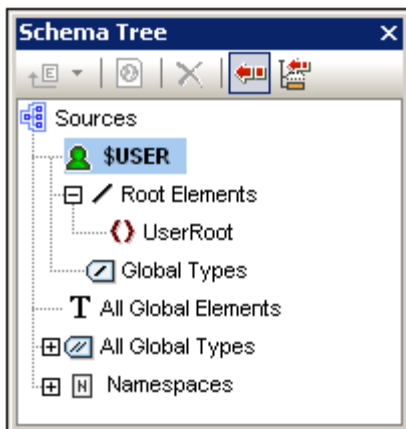 Schema Tree
Sources
$USER
Root Elements
UserRoot
Global Types
T All Global Elements
All Global Types
N Namespaces